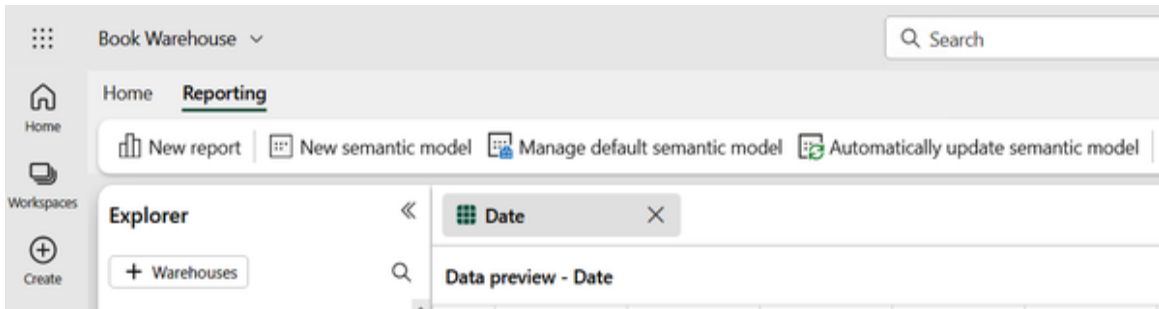 Book Warehouse
Search
Home Reporting
Home
New report New semantic model Manage default semantic model Automatically update semantic model
Workspaces
Explorer
Date
Create
+ Warehouses
Data preview - Date